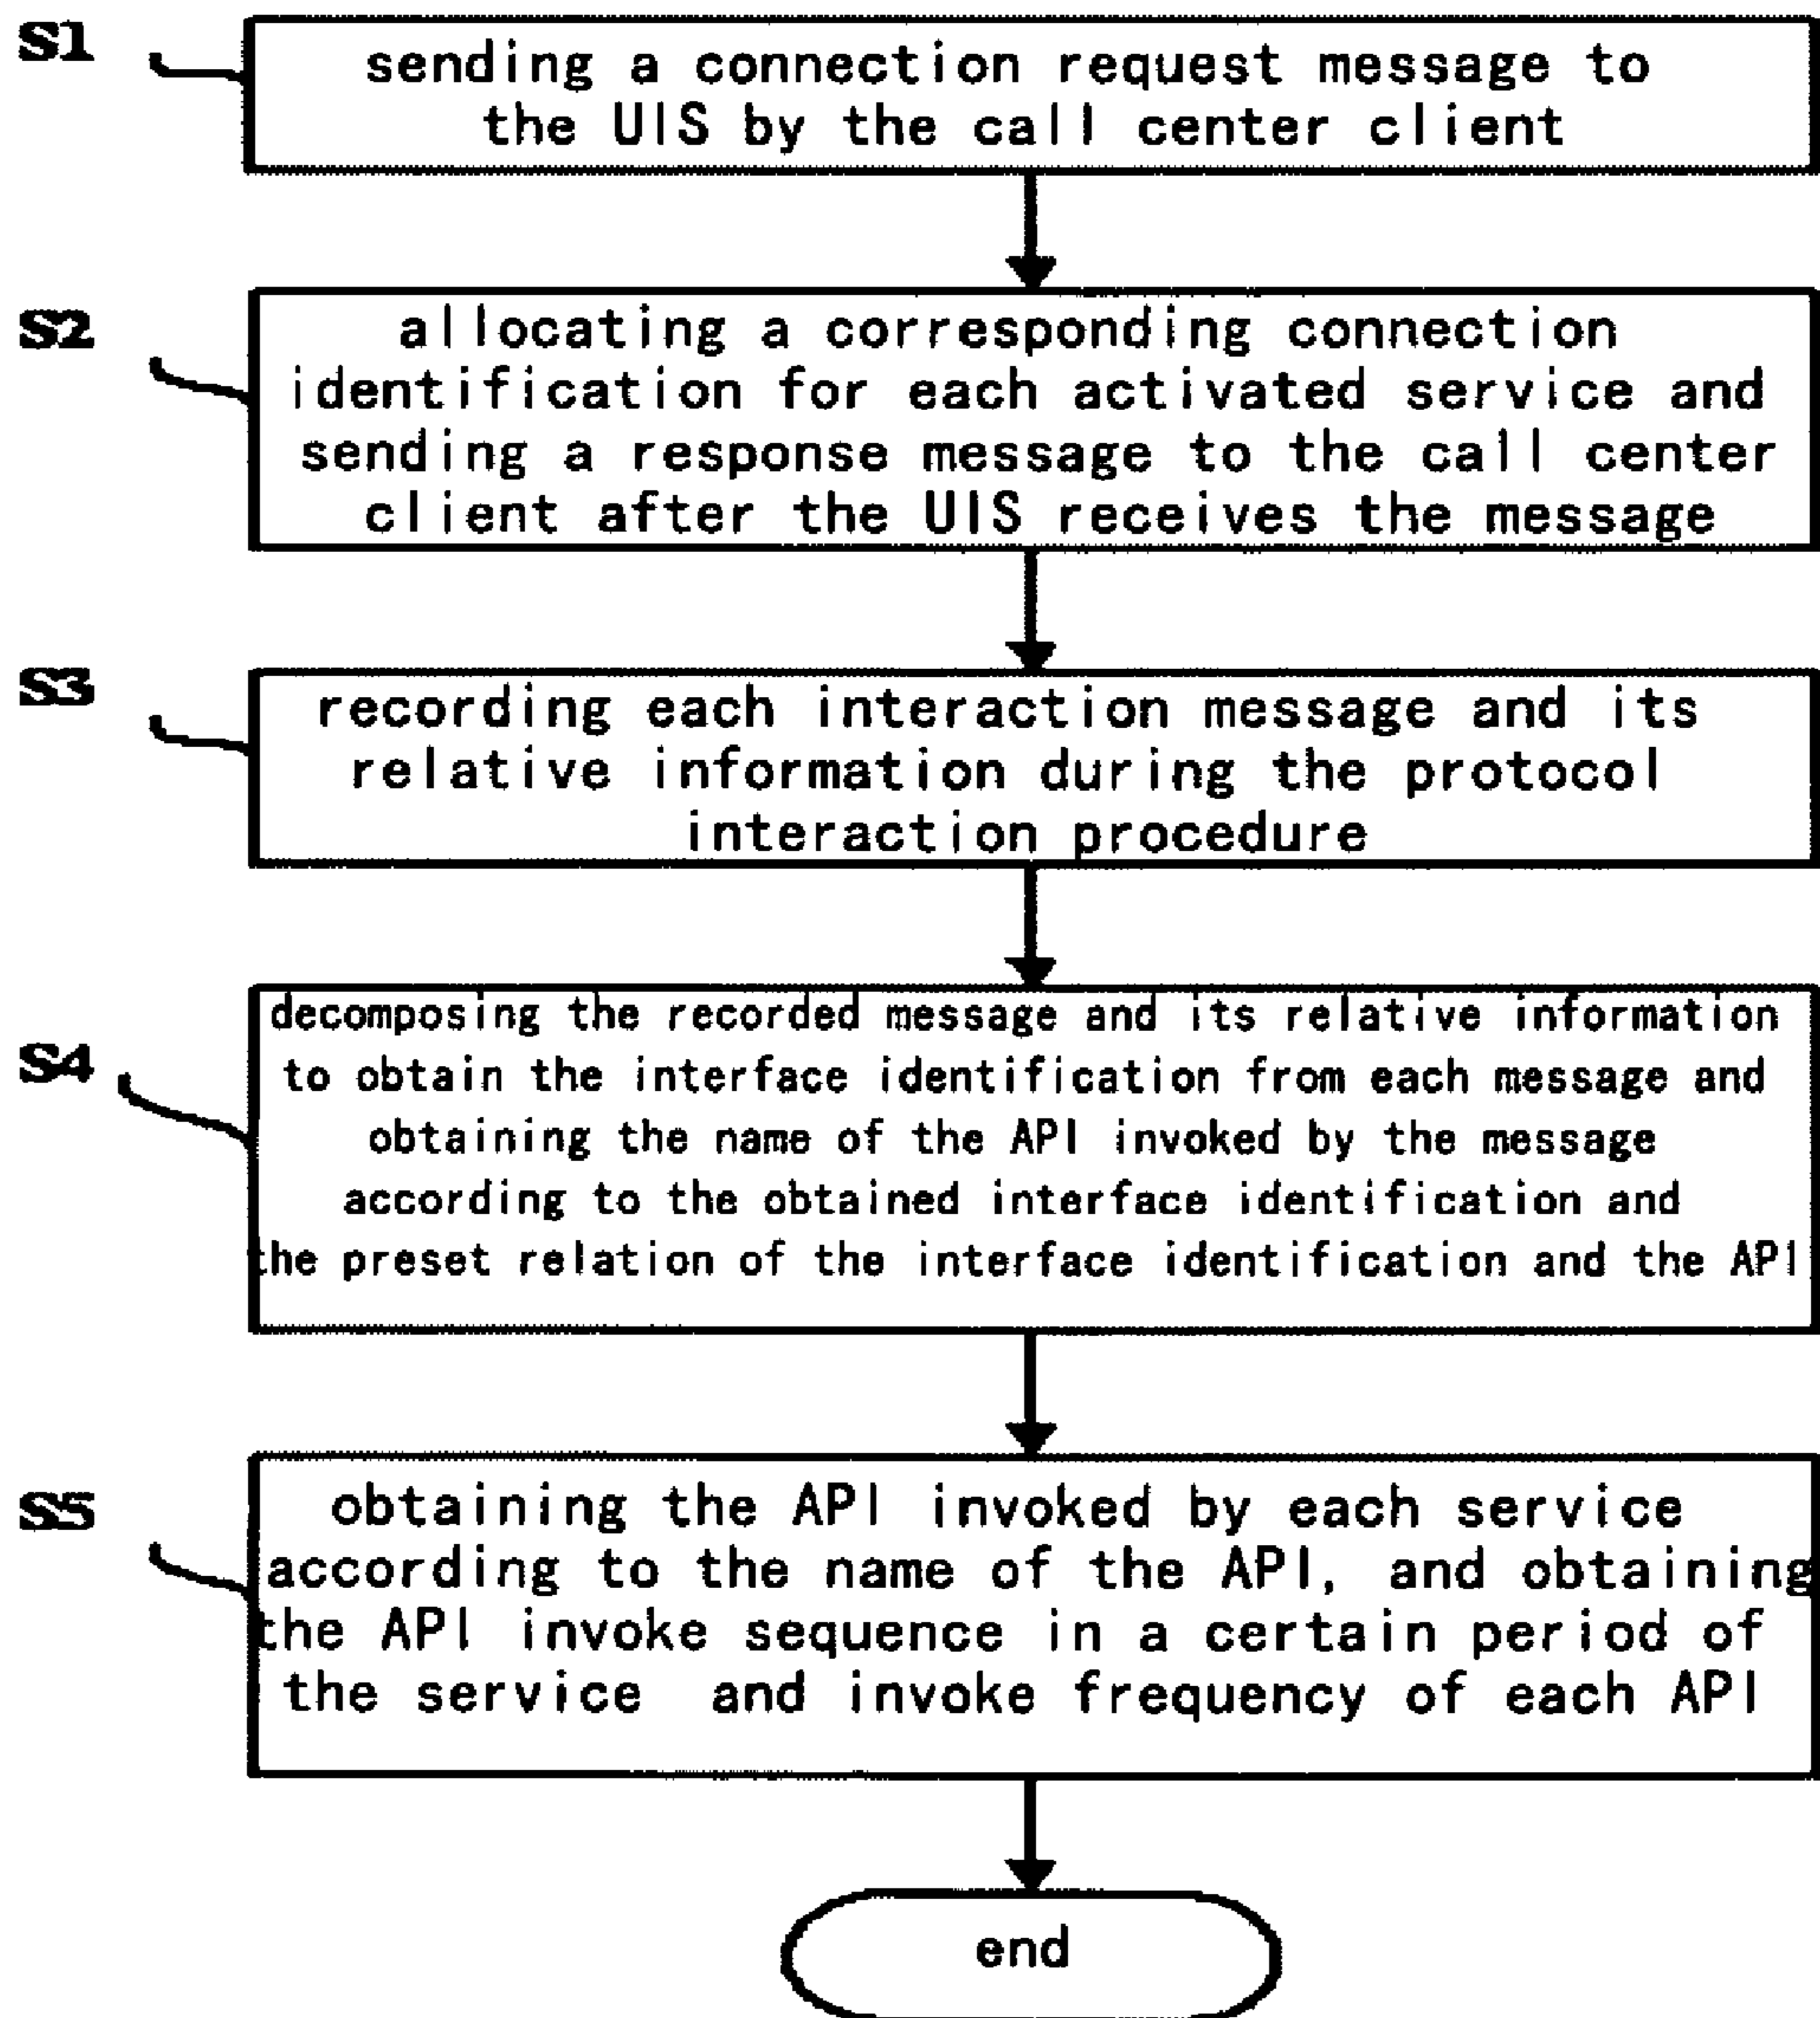 S1
sending a connection request message to
the UIS by the call center client
S2
allocating a corresponding connection
identification for each activated service and
sending a response message to the call center
client after the UIS receives the message
S3
recording each interaction message and its
relative information during the protocol
interaction procedure
S4
decomposing the recorded message and its relative information
to obtain the interface identification from each message and
obtaining the name of the API invoked by the message
according to the obtained interface identification and
the preset relation of the interface identification and the API
S5
obtaining the API invoked by each service
according to the name of the API, and obtaining
the API invoke sequence in a certain period of
the service and invoke frequency of each API
end